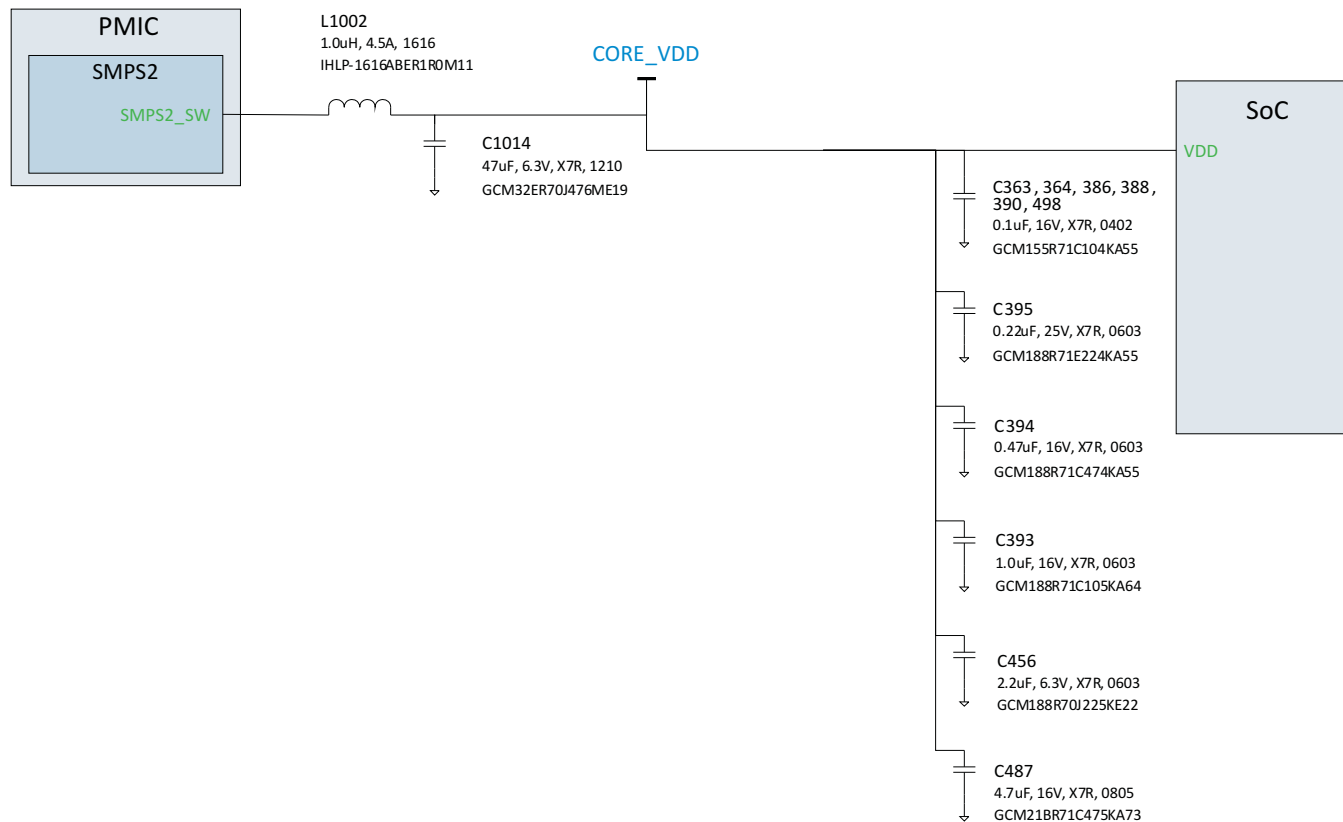 PMIC
SMPS2
SMPS2_SW
L1002
1.0uH, 4.5A, 1616
IHLP-1616ABER1R0M11
CORE_VDD
C1014
47uF, 6.3V, X7R, 1210
GCM32ER70J476ME19
SoC
VDD
C363, 364, 386, 388,
390, 498
0.1uF, 16V, X7R, 0402
GCM155R71C104KA55
C395
0.22uF, 25V, X7R, 0603
GCM188R71E224KA55
C394
0.47uF, 16V, X7R, 0603
GCM188R71C474KA55
C393
1.0uF, 16V, X7R, 0603
GCM188R71C105KA64
C456
2.2uF, 6.3V, X7R, 0603
GCM188R70J225KE22
C487
4.7uF, 16V, X7R, 0805
GCM21BR71C475KA73